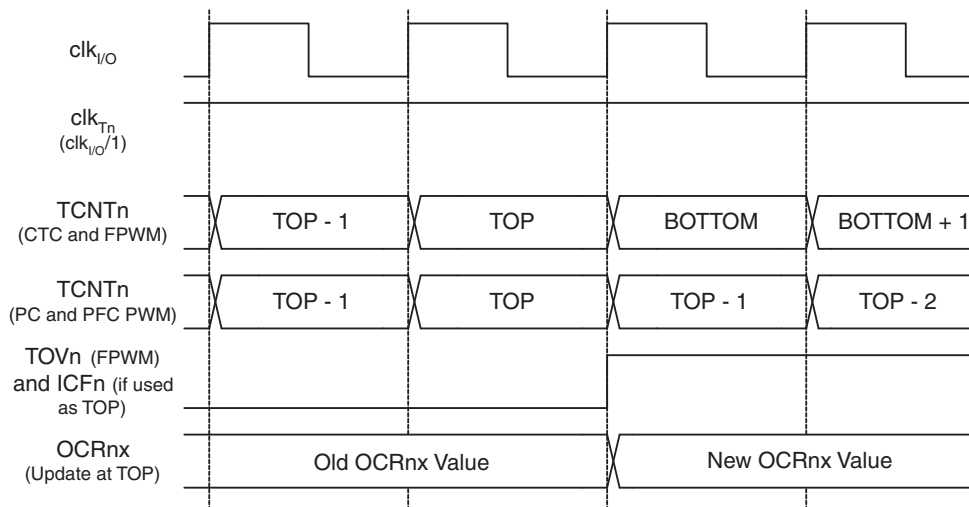 clkI/O
clkTn
(clkI/O/1)
TCNTn
(CTC and FPWM)
TOP - 1
TOP
BOTTOM
BOTTOM + 1
TCNTn
(PC and PFC PWM)
TOP - 1
TOP
TOP - 1
TOP - 2
TOVn (FPWM)
and ICFn (if used
as TOP)
OCRnx
(Update at TOP)
Old OCRnx Value
New OCRnx Value